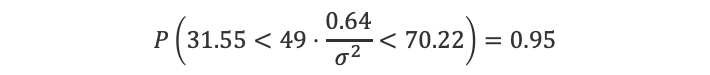 P(31.55 < 49 · 0.64/σ² < 70.22) = 0.95